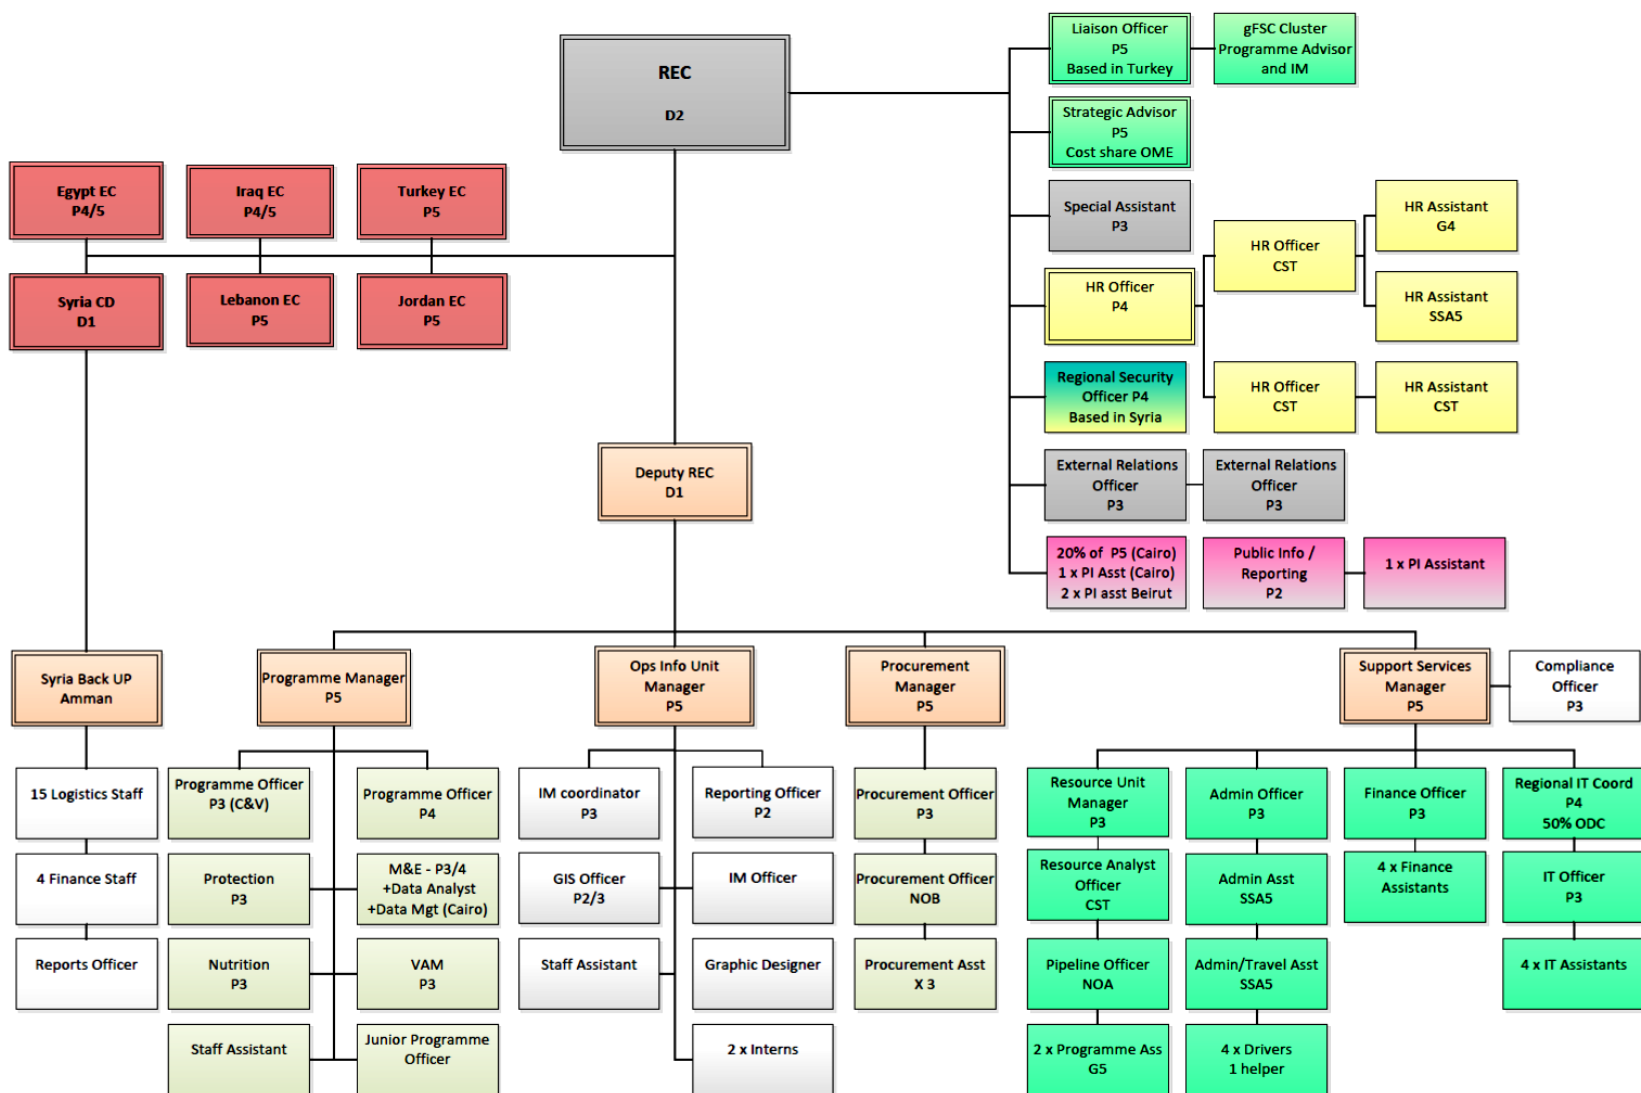 REC
D2
Liaison Officer
P5
Based in Turkey
gFSC Cluster
Programme Advisor
and IM
Strategic Advisor
P5
Cost share OME
Egypt EC
P4/5
Iraq EC
P4/5
Turkey EC
P5
Special Assistant
P3
HR Officer
CST
HR Assistant
G4
Syria CD
D1
Lebanon EC
P5
Jordan EC
P5
HR Officer
P4
HR Assistant
SSA5
Regional Security
Officer P4
Based in Syria
HR Officer
CST
HR Assistant
CST
Deputy REC
D1
External Relations
Officer
P3
External Relations
Officer
P3
20% of P5 (Cairo)
1 x PI Asst (Cairo)
2 x PI asst Beirut
Public Info /
Reporting
P2
1 x PI Assistant
Syria Back UP
Amman
Programme Manager
P5
Ops Info Unit
Manager
P5
Procurement
Manager
P5
Support Services
Manager
P5
Compliance
Officer
P3
15 Logistics Staff
Programme Officer
P3 (C&V)
Programme Officer
P4
IM coordinator
P3
Reporting Officer
P2
Procurement Officer
P3
Resource Unit
Manager
P3
Admin Officer
P3
Finance Officer
P3
Regional IT Coord
P4
50% ODC
4 Finance Staff
Protection
P3
M&E - P3/4
+Data Analyst
+Data Mgt (Cairo)
GIS Officer
P2/3
IM Officer
Procurement Officer
NOB
Resource Analyst
Officer
CST
Admin Asst
SSA5
4 x Finance
Assistants
IT Officer
P3
Reports Officer
Nutrition
P3
VAM
P3
Staff Assistant
Graphic Designer
Procurement Asst
X 3
Pipeline Officer
NOA
Admin/Travel Asst
SSA5
4 x IT Assistants
Staff Assistant
Junior Programme
Officer
2 x Interns
2 x Programme Ass
G5
4 x Drivers
1 helper